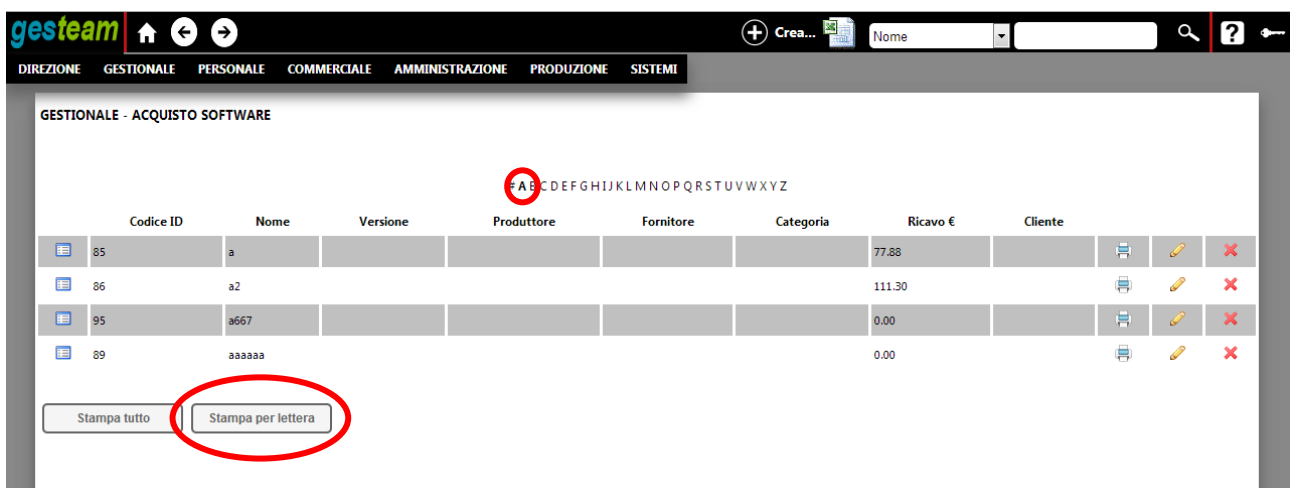 gesteam Crea... Nome ?
DIREZIONE GESTIONALE PERSONALE COMMERCIALE AMMINISTRAZIONE PRODUZIONE SISTEMI
GESTIONALE - ACQUISTO SOFTWARE
# A B C D E F G H I J K L M N O P Q R S T U V W X Y Z
Codice ID Nome Versione Produttore Fornitore Categoria Ricavo € Cliente
85 a 77.88
86 a2 111.30
95 a667 0.00
89 aaaaaa 0.00
Stampa tutto Stampa per lettera